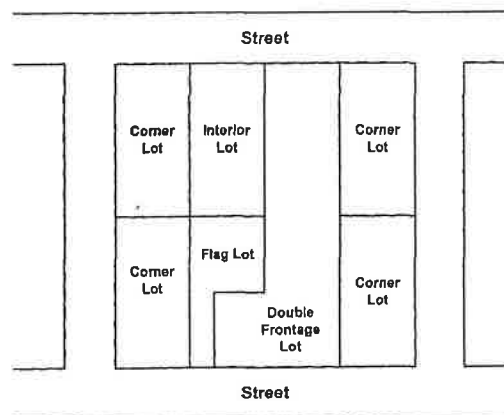 Street
Corner
Lot
Interior
Lot
Corner
Lot
Corner
Lot
Flag Lot
Corner
Lot
Double
Frontage
Lot
Street